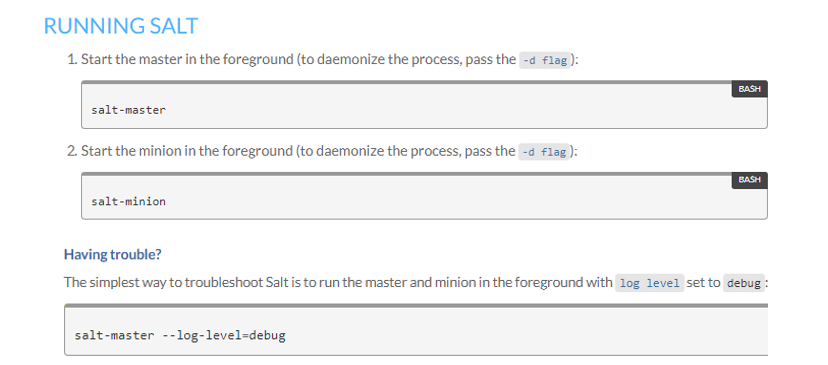 RUNNING SALT
1. Start the master in the foreground (to daemonize the process, pass the -d flag):
BASH
salt-master
2. Start the minion in the foreground (to daemonize the process, pass the -d flag):
BASH
salt-minion
Having trouble?
The simplest way to troubleshoot Salt is to run the master and minion in the foreground with log level set to debug:
salt-master --log-level=debug